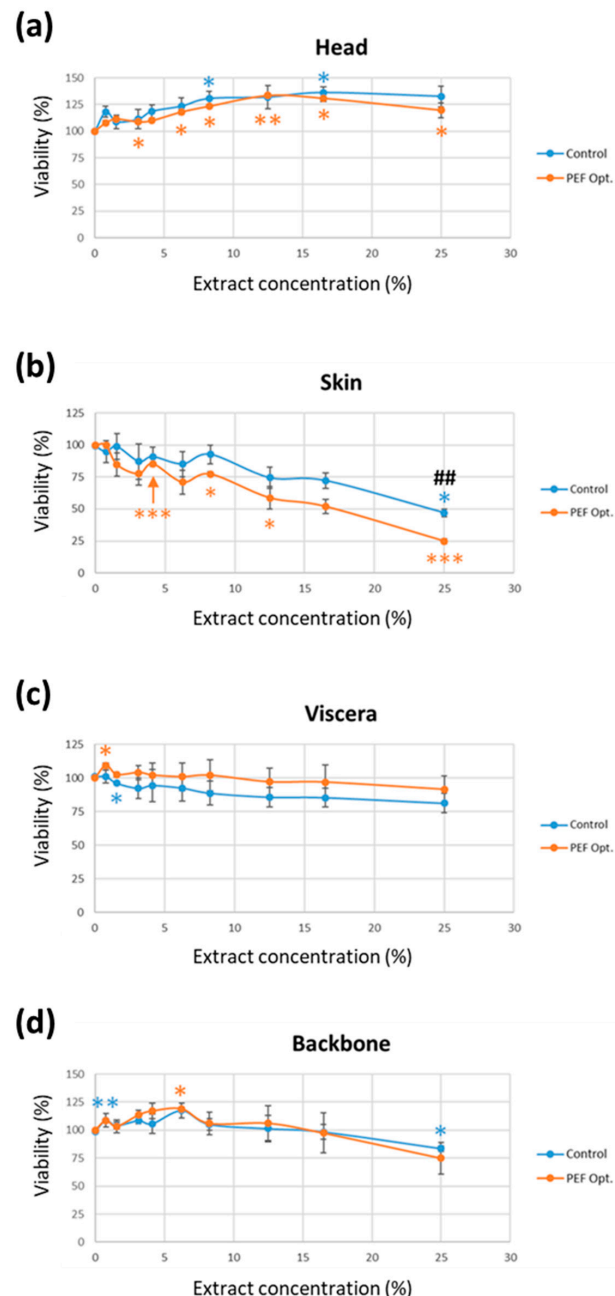 (a)
Head
*
*
150
125
100
75
50
25
0
Viability (%)
*
*
*
**
*
*
Control
PEF Opt.
0 5 10 15 20 25 30
Extract concentration (%)
(b)
Skin
125
100
75
50
25
0
Viability (%)
##
*
***
*
*
***
Control
PEF Opt.
0 5 10 15 20 25 30
Extract concentration (%)
(c)
Viscera
125
100
75
50
25
0
Viability (%)
*
*
Control
PEF Opt.
0 5 10 15 20 25 30
Extract concentration (%)
(d)
Backbone
150
125
100
75
50
25
0
Viability (%)
**
*
*
Control
PEF Opt.
0 5 10 15 20 25 30
Extract concentration (%)